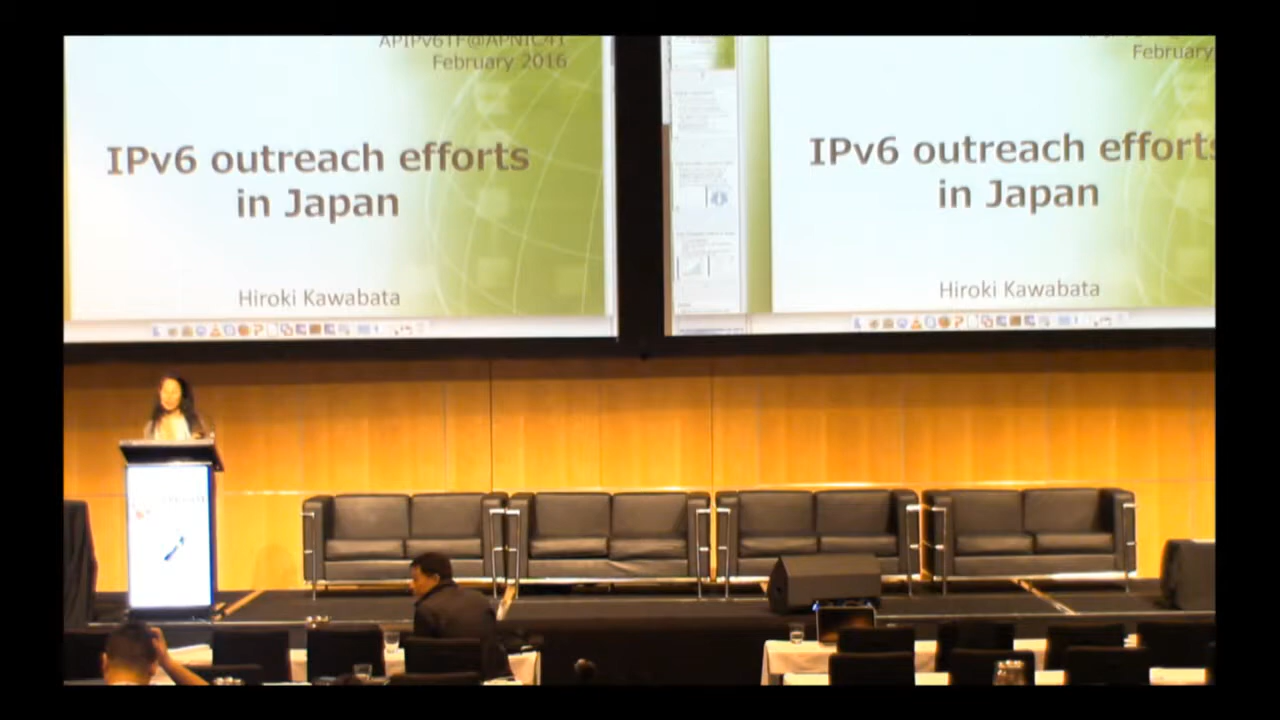 APIPv6TF@APNIC41
February 2016
IPv6 outreach efforts
in Japan
Hiroki Kawabata
February
IPv6 outreach efforts
in Japan
Hiroki Kawabata